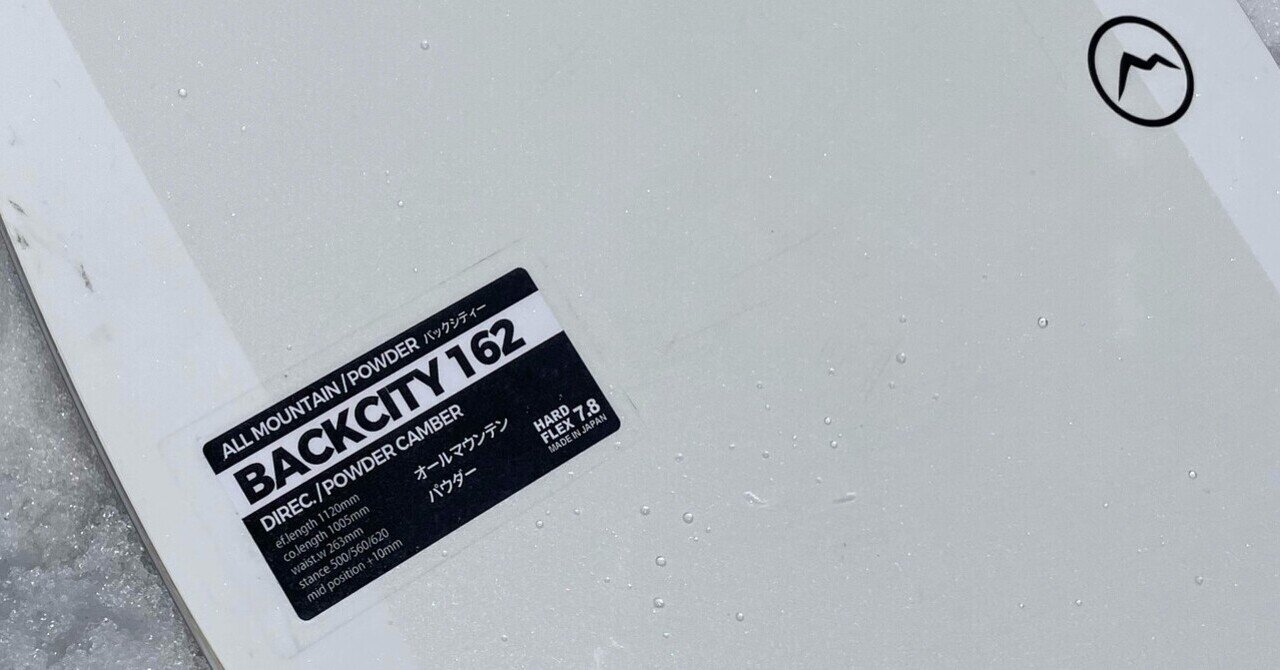 ALL MOUNTAIN/POWDER バックシティー
BACKCITY 162
DIREC./POWDER CAMBER
ef.length 1120mm
co.length 1005mm
waist.w 263mm
stance 500/560/620
mid position +10mm
オールマウンテン
パウダー
HARD
FLEX 7.8
MADE IN JAPAN